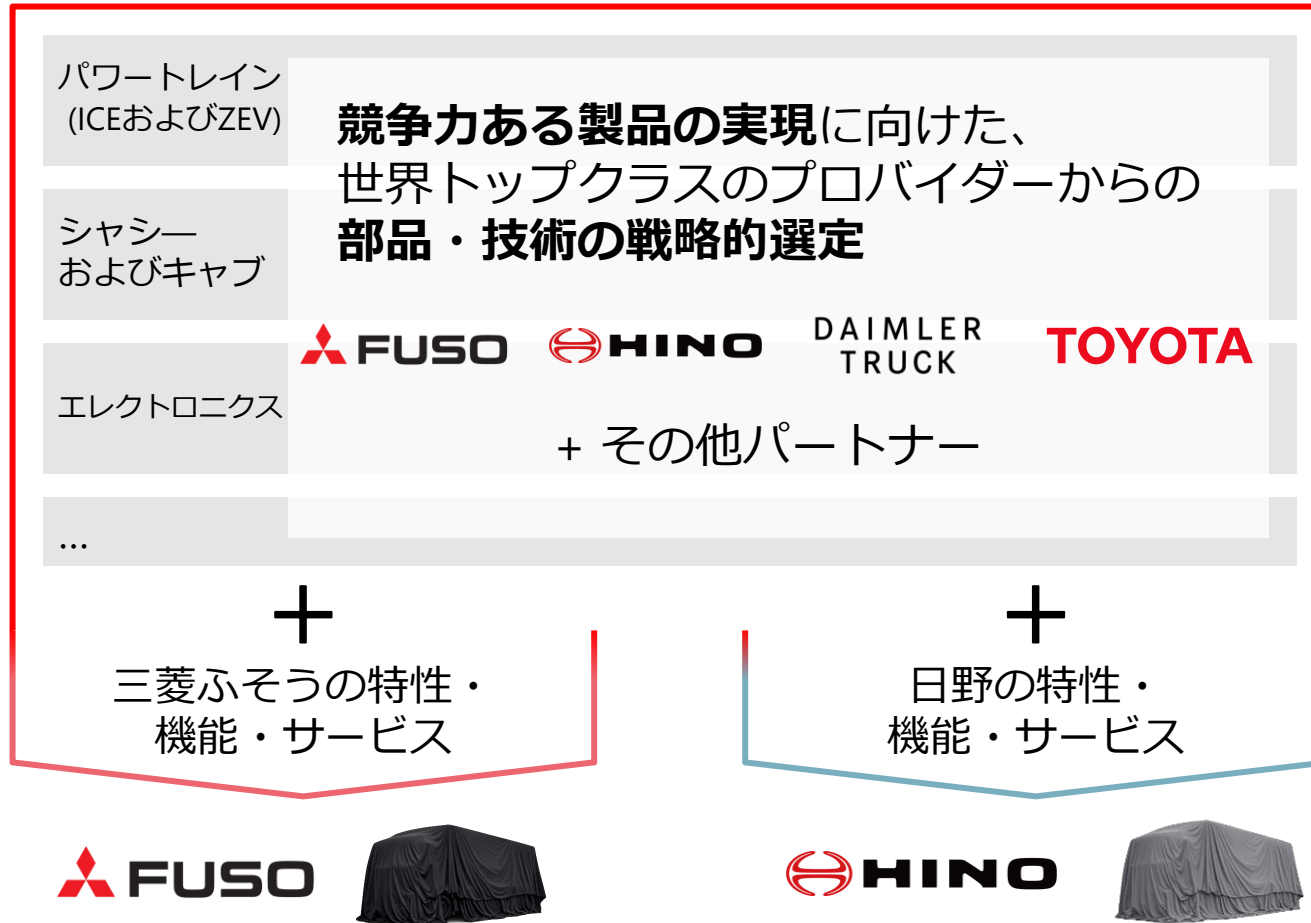 パワートレイン
(ICEおよびZEV)
競争力ある製品の実現に向けた、
世界トップクラスのプロバイダーからの
部品・技術の戦略的選定
シャシ―
およびキャブ
FUSO
HINO
DAIMLER
TRUCK
TOYOTA
エレクトロニクス
+ その他パートナー
...
+
+
三菱ふそうの特性・
機能・サービス
日野の特性・
機能・サービス
FUSO
HINO